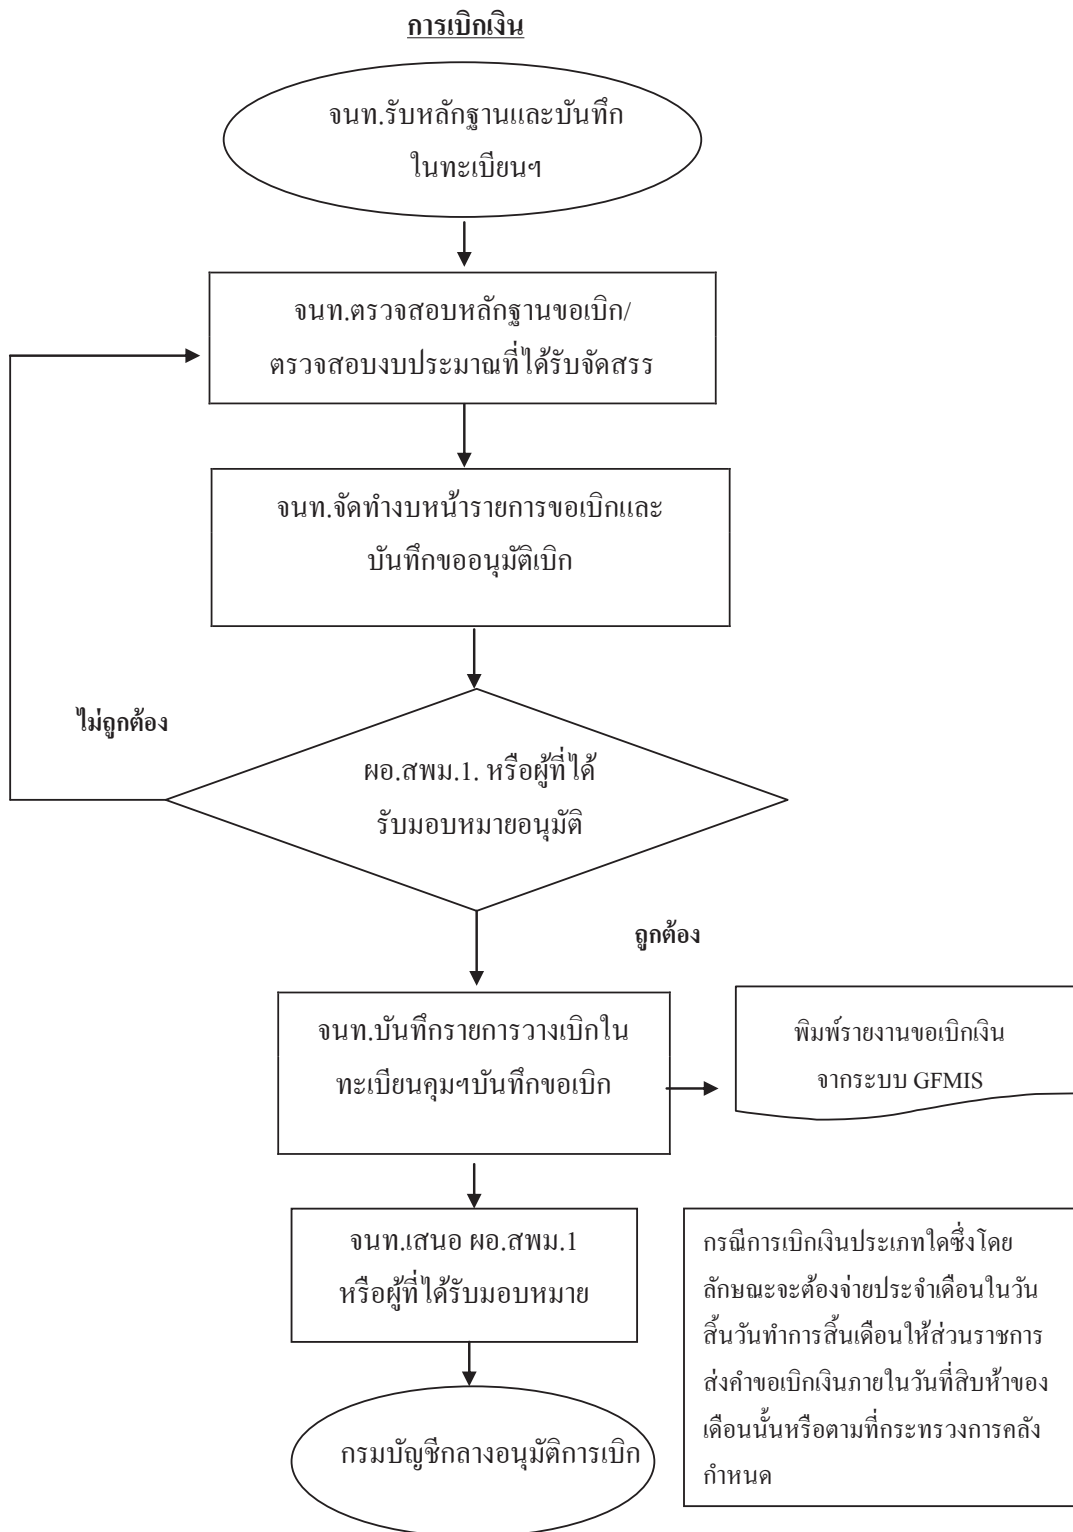 การเบิกเงิน
จนท.รับหลักฐานและบันทึก
ในทะเบียนฯ
จนท.ตรวจสอบหลักฐานขอเบิก/
ตรวจสอบงบประมาณที่ได้รับจัดสรร
จนท.จัดทำงบหน้ารายการขอเบิกและ
บันทึกขออนุมัติเบิก
ไม่ถูกต้อง
ผอ.สพม.1. หรือผู้ที่ได้
รับมอบหมายอนุมัติ
ถูกต้อง
จนท.บันทึกรายการวางเบิกใน
ทะเบียนคุมฯบันทึกขอเบิก
พิมพ์รายงานขอเบิกเงิน
จากระบบ GFMIS
จนท.เสนอ ผอ.สพม.1
หรือผู้ที่ได้รับมอบหมาย
กรณีการเบิกเงินประเภทใดซึ่งโดย
ลักษณะจะต้องจ่ายประจำเดือนในวัน
สิ้นวันทำการสิ้นเดือนให้ส่วนราชการ
ส่งคำขอเบิกเงินภายในวันที่สิบห้าของ
เดือนนั้นหรือตามที่กระทรวงการคลัง
กำหนด
กรมบัญชีกลางอนุมัติการเบิก